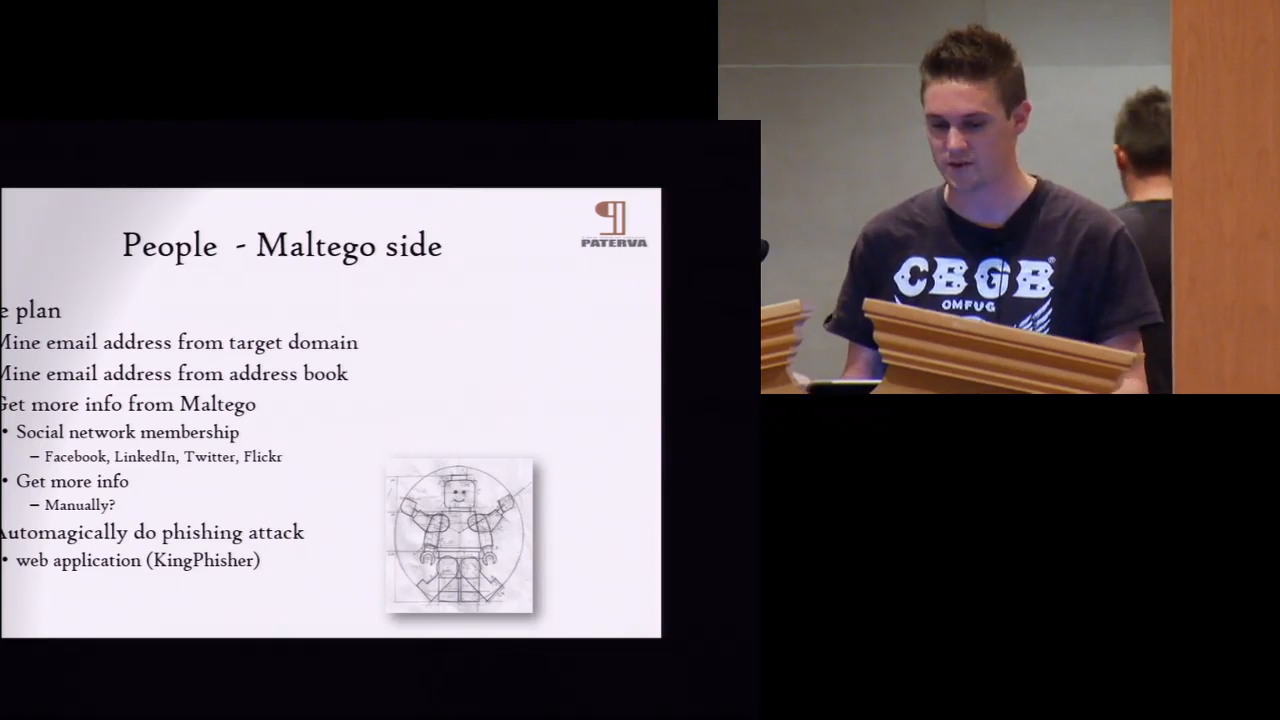 People - Maltego side
PATERVA
e plan
Mine email address from target domain
Mine email address from address book
Get more info from Maltego
• Social network membership
– Facebook, LinkedIn, Twitter, Flickr
• Get more info
– Manually?
Automagically do phishing attack
• web application (KingPhisher)
CBGB®
OMFUG